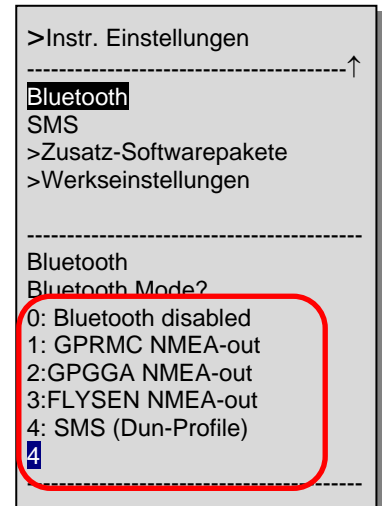 >Instr. Einstellungen
----------------------------------------↑
Bluetooth
SMS
>Zusatz-Softwarepakete
>Werkseinstellungen
-------------------------------------------
Bluetooth
Bluetooth Mode?
0: Bluetooth disabled
1: GPRMC NMEA-out
2:GPGGA NMEA-out
3:FLYSEN NMEA-out
4: SMS (Dun-Profile)
4
-------------------------------------------